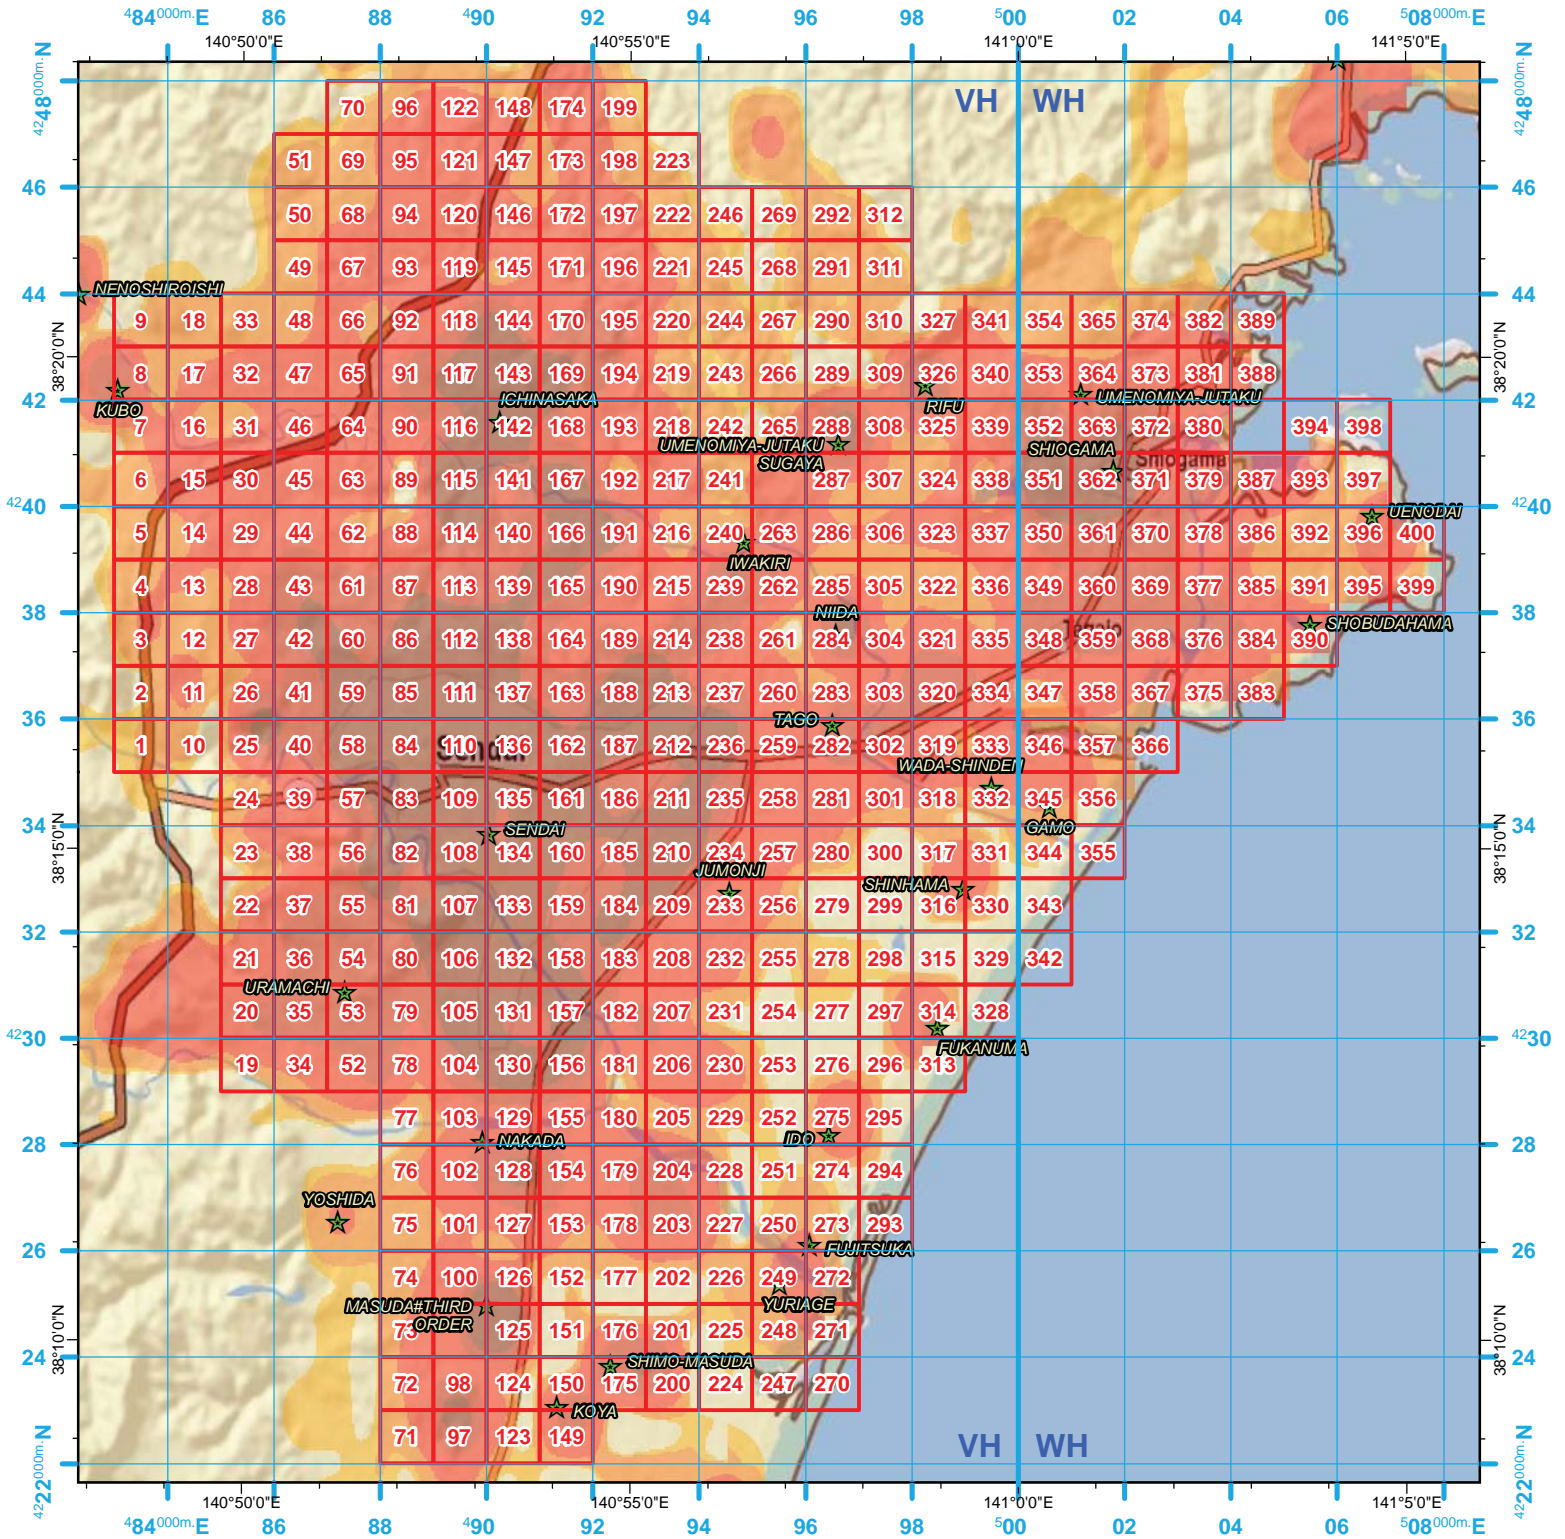 484000m.E 86 88 490 92 94 96 98 500 02 04 06 508000m.E
140°50'0"E 140°55'0"E 141°0'0"E 141°5'0"E
4248000m.N 4248000m.N
VH WH
70 96 122 148 174 199
51 69 95 121 147 173 198 223
46 46
50 68 94 120 146 172 197 222 246 269 292 312
49 67 93 119 145 171 196 221 245 268 291 311
NENOSHIROISHI
44 44
9 18 33 48 66 92 118 144 170 195 220 244 267 290 310 327 341 354 365 374 382 389
38°20'0"N 38°20'0"N
8 17 32 47 65 91 117 143 169 194 219 243 266 289 309 326 340 353 364 373 381 388
KUBO ICHINASAKA RIFU UMENOMIYA-JUTAKU
42 42
7 16 31 46 64 90 116 142 168 193 218 242 265 288 308 325 339 352 363 372 380 394 398
UMENOMIYA-JUTAKU SHIOGAMA
SUGAYA Shiogama
6 15 30 45 63 89 115 141 167 192 217 241 287 307 324 338 351 362 371 379 387 393 397
4240 4240
UENODAI
5 14 29 44 62 88 114 140 166 191 216 240 263 286 306 323 337 350 361 370 378 386 392 396 400
IWAKIRI
4 13 28 43 61 87 113 139 165 190 215 239 262 285 305 322 336 349 360 369 377 385 391 395 399
38 NIIDA 38
SHOBUDAHAMA
3 12 27 42 60 86 112 138 164 189 214 238 261 284 304 321 335 348 359 368 376 384 390
2 11 26 41 59 85 111 137 163 188 213 237 260 283 303 320 334 347 358 367 375 383
36 TAGO 36
1 10 25 40 58 84 110 136 162 187 212 236 259 282 302 319 333 346 357 366
Sendai
WADA-SHINDEN
24 39 57 83 109 135 161 186 211 235 258 281 301 318 332 345 356
34 SENDAI GAMO 34
38°15'0"N 38°15'0"N
23 38 56 82 108 134 160 185 210 234 257 280 300 317 331 344 355
JUMONJI SHINHAMA
22 37 55 81 107 133 159 184 209 233 256 279 299 316 330 343
32 32
21 36 54 80 106 132 158 183 208 232 255 278 298 315 329 342
URAMACHI
20 35 53 79 105 131 157 182 207 231 254 277 297 314 328
4230 4230
FUKANUMA
19 34 52 78 104 130 156 181 206 230 253 276 296 313
77 103 129 155 180 205 229 252 275 295
28 NAKADA IDO 28
76 102 128 154 179 204 228 251 274 294
YOSHIDA
75 101 127 153 178 203 227 250 273 293
26 FUJITSUKA 26
74 100 126 152 177 202 226 249 272
MASUDA#THIRD YURIAGE
ORDER
73 125 151 176 201 225 248 271
38°10'0"N 38°10'0"N
24 SHIMO-MASUDA 24
72 98 124 150 175 200 224 247 270
KOYA
71 97 123 149
VH WH
4222000m.N 4222000m.N
140°50'0"E 140°55'0"E 141°0'0"E 141°5'0"E
484000m.E 86 88 490 92 94 96 98 500 02 04 06 508000m.E